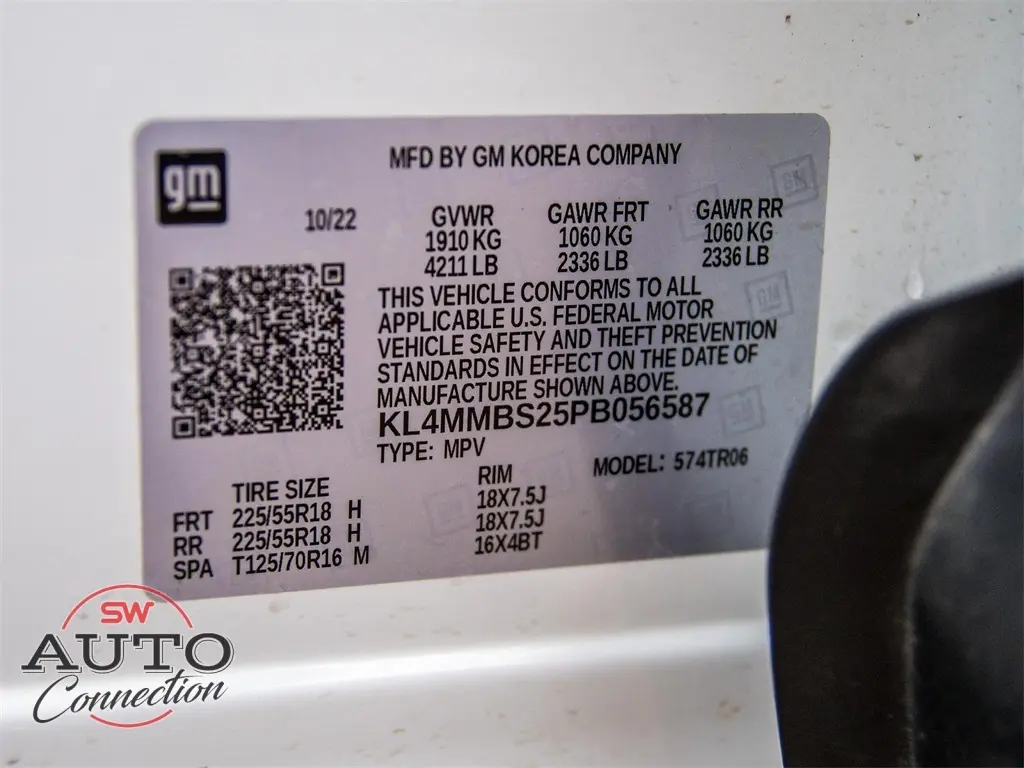 gm
MFD BY GM KOREA COMPANY
10/22
GVWR GAWR FRT GAWR RR
1910 KG 1060 KG 1060 KG
4211 LB 2336 LB 2336 LB
THIS VEHICLE CONFORMS TO ALL
APPLICABLE U.S. FEDERAL MOTOR
VEHICLE SAFETY AND THEFT PREVENTION
STANDARDS IN EFFECT ON THE DATE OF
MANUFACTURE SHOWN ABOVE.
KL4MMBS25PB056587
TYPE: MPV
MODEL: 574TR06
TIRE SIZE RIM
FRT 225/55R18 H 18X7.5J
RR 225/55R18 H 18X7.5J
SPA T125/70R16 M 16X4BT
SW
AUTO
Connection